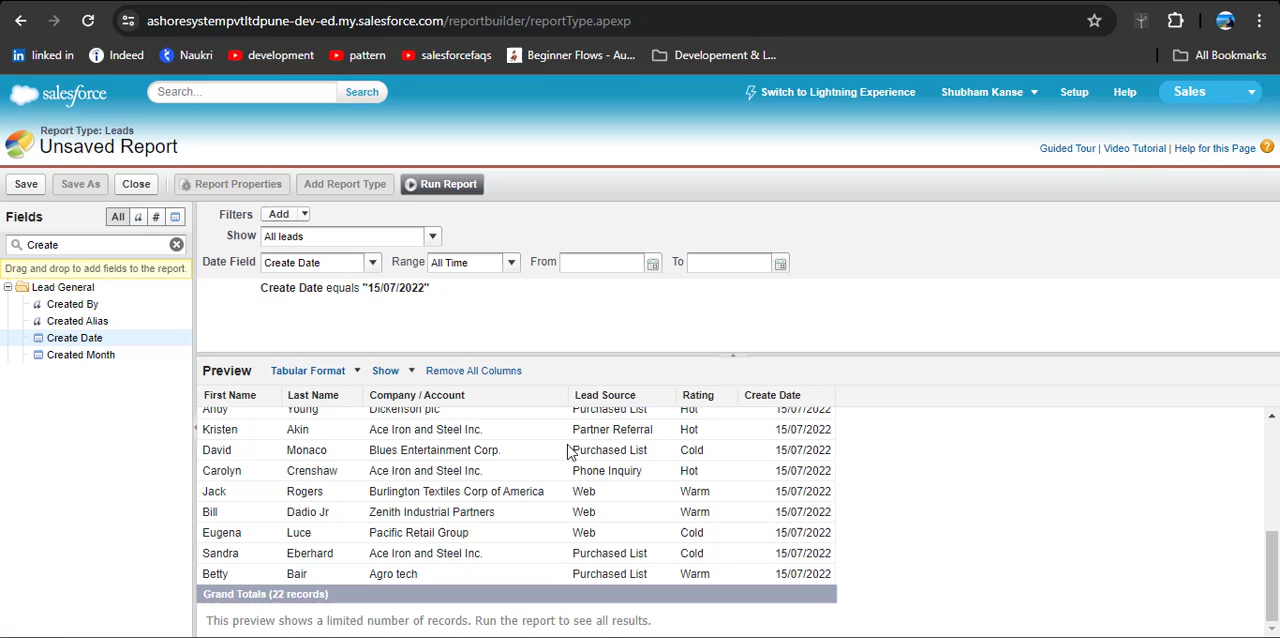 ashoresystempvtltdpune-dev-ed.my.salesforce.com/reportbuilder/reportType.apexp
in linked in Indeed Naukri development pattern salesforcefaqs Beginner Flows - Au... Developement & L... All Bookmarks
salesforce Search... Search Switch to Lightning Experience Shubham Kanse Setup Help Sales
Report Type: Leads
Unsaved Report
Guided Tour | Video Tutorial | Help for this Page ?
Save Save As Close Report Properties Add Report Type Run Report
Fields All a #
Create
Drag and drop to add fields to the report.
Lead General
a Created By
a Created Alias
Create Date
Created Month
Filters Add
Show All leads
Date Field Create Date Range All Time From To
Create Date equals "15/07/2022"
Preview Tabular Format Show Remove All Columns
First Name Last Name Company / Account Lead Source Rating Create Date
Andy Young Dickenson plc Purchased List Hot 15/07/2022
Kristen Akin Ace Iron and Steel Inc. Partner Referral Hot 15/07/2022
David Monaco Blues Entertainment Corp. Purchased List Cold 15/07/2022
Carolyn Crenshaw Ace Iron and Steel Inc. Phone Inquiry Hot 15/07/2022
Jack Rogers Burlington Textiles Corp of America Web Warm 15/07/2022
Bill Dadio Jr Zenith Industrial Partners Web Warm 15/07/2022
Eugena Luce Pacific Retail Group Web Cold 15/07/2022
Sandra Eberhard Ace Iron and Steel Inc. Purchased List Cold 15/07/2022
Betty Bair Agro tech Purchased List Warm 15/07/2022
Grand Totals (22 records)
This preview shows a limited number of records. Run the report to see all results.